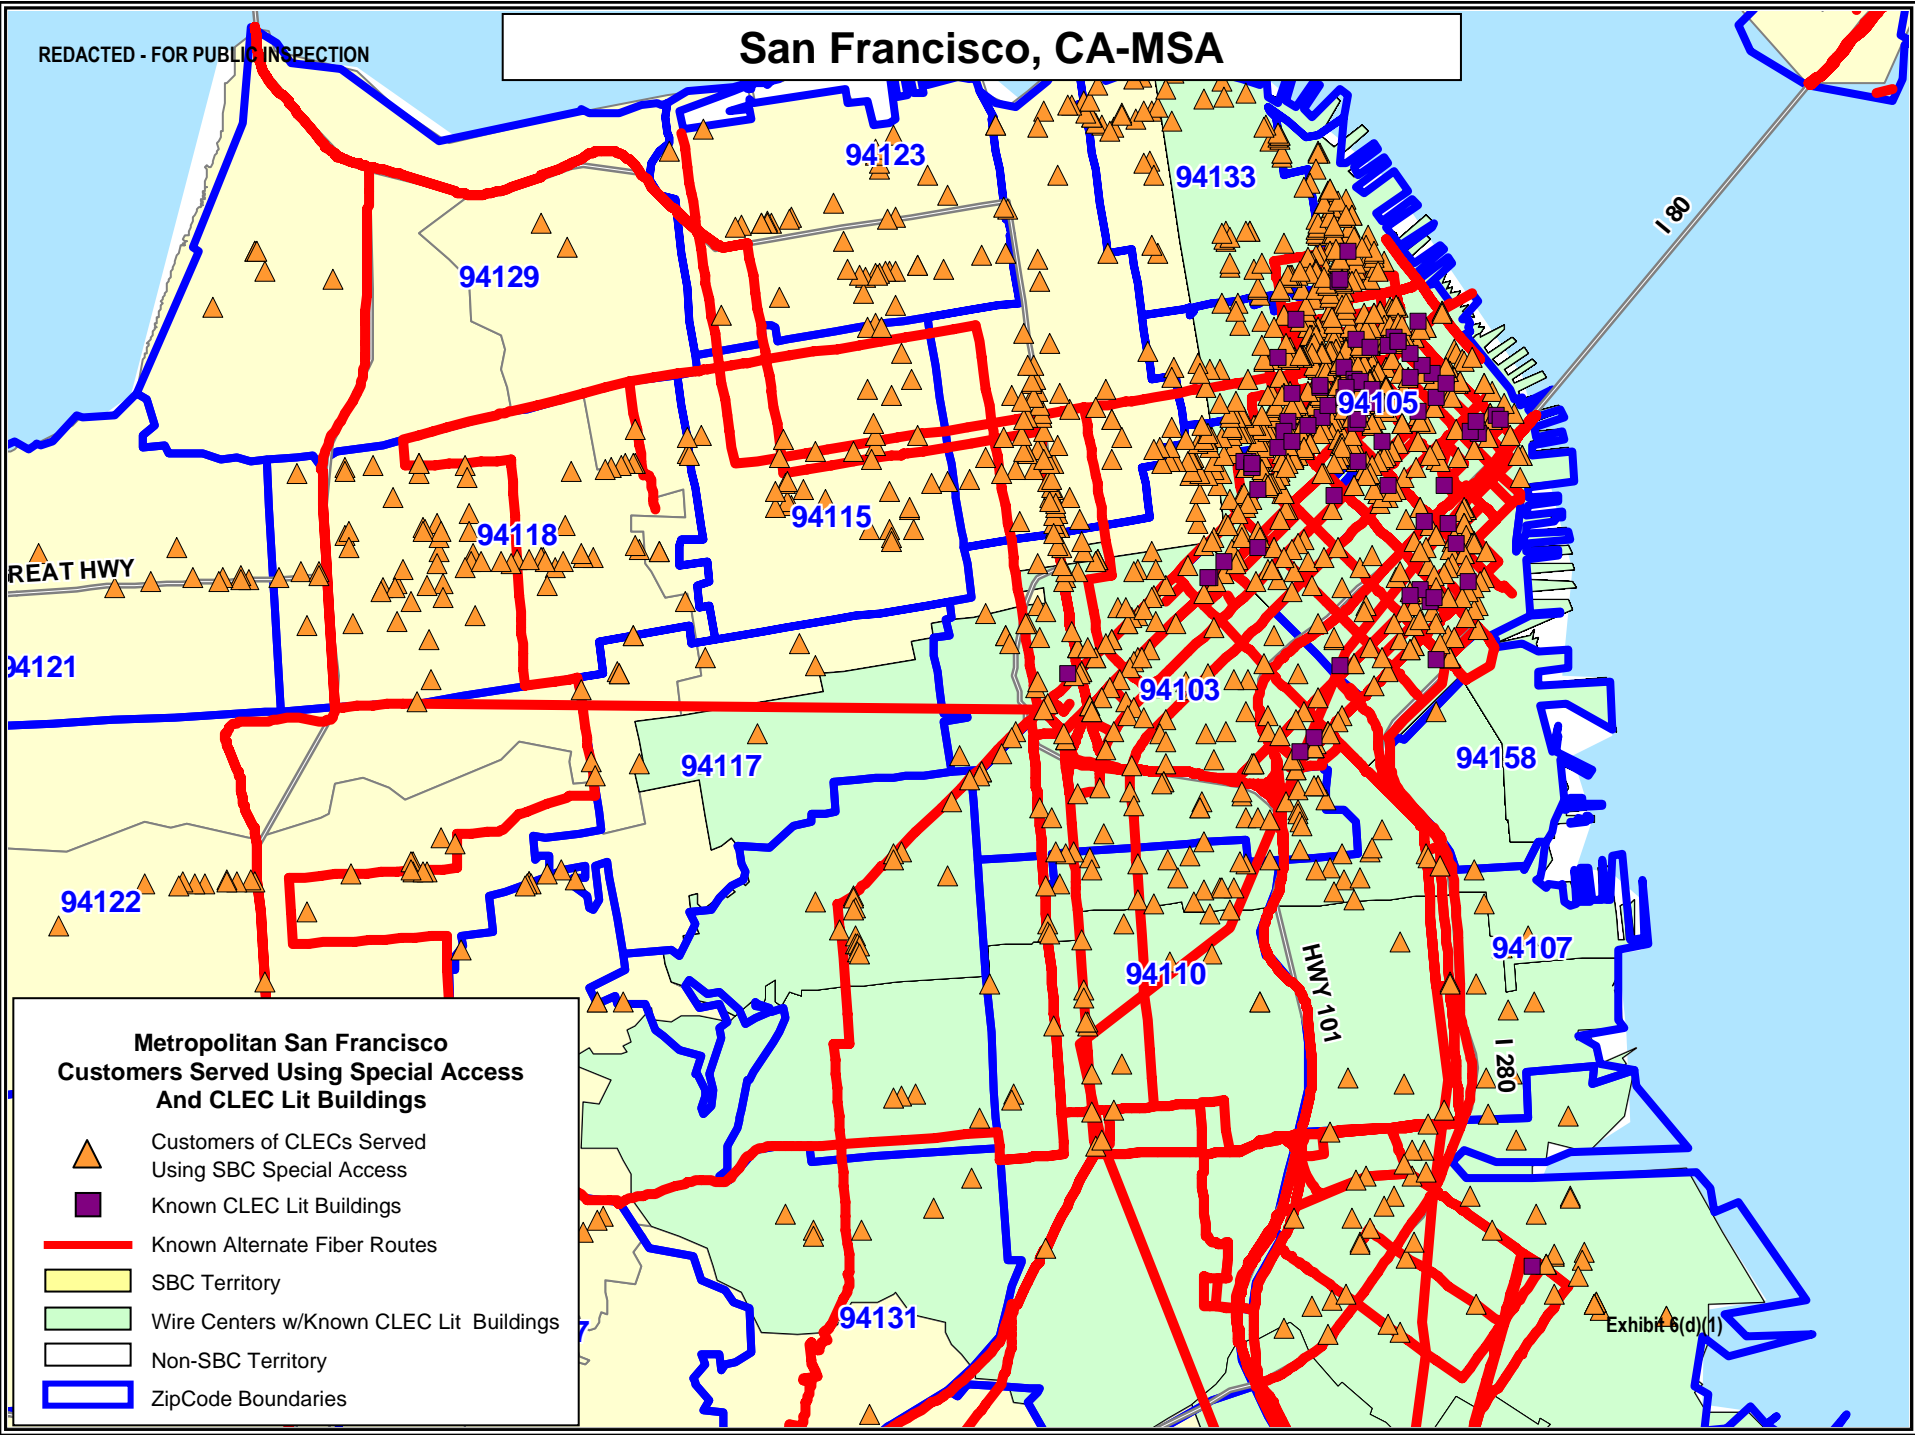 San Francisco, CA-MSA
REDACTED - FOR PUBLIC INSPECTION
94123
94133
I 80
94129
94105
94118
94115
REAT HWY
94121
94103
94117
94158
94122
94107
94110
HWY 101
I 280
94131
7
Exhibit 6(d)(1)
Metropolitan San Francisco
Customers Served Using Special Access
And CLEC Lit Buildings
Customers of CLECs Served
Using SBC Special Access
Known CLEC Lit Buildings
Known Alternate Fiber Routes
SBC Territory
Wire Centers w/Known CLEC Lit Buildings
Non-SBC Territory
ZipCode Boundaries